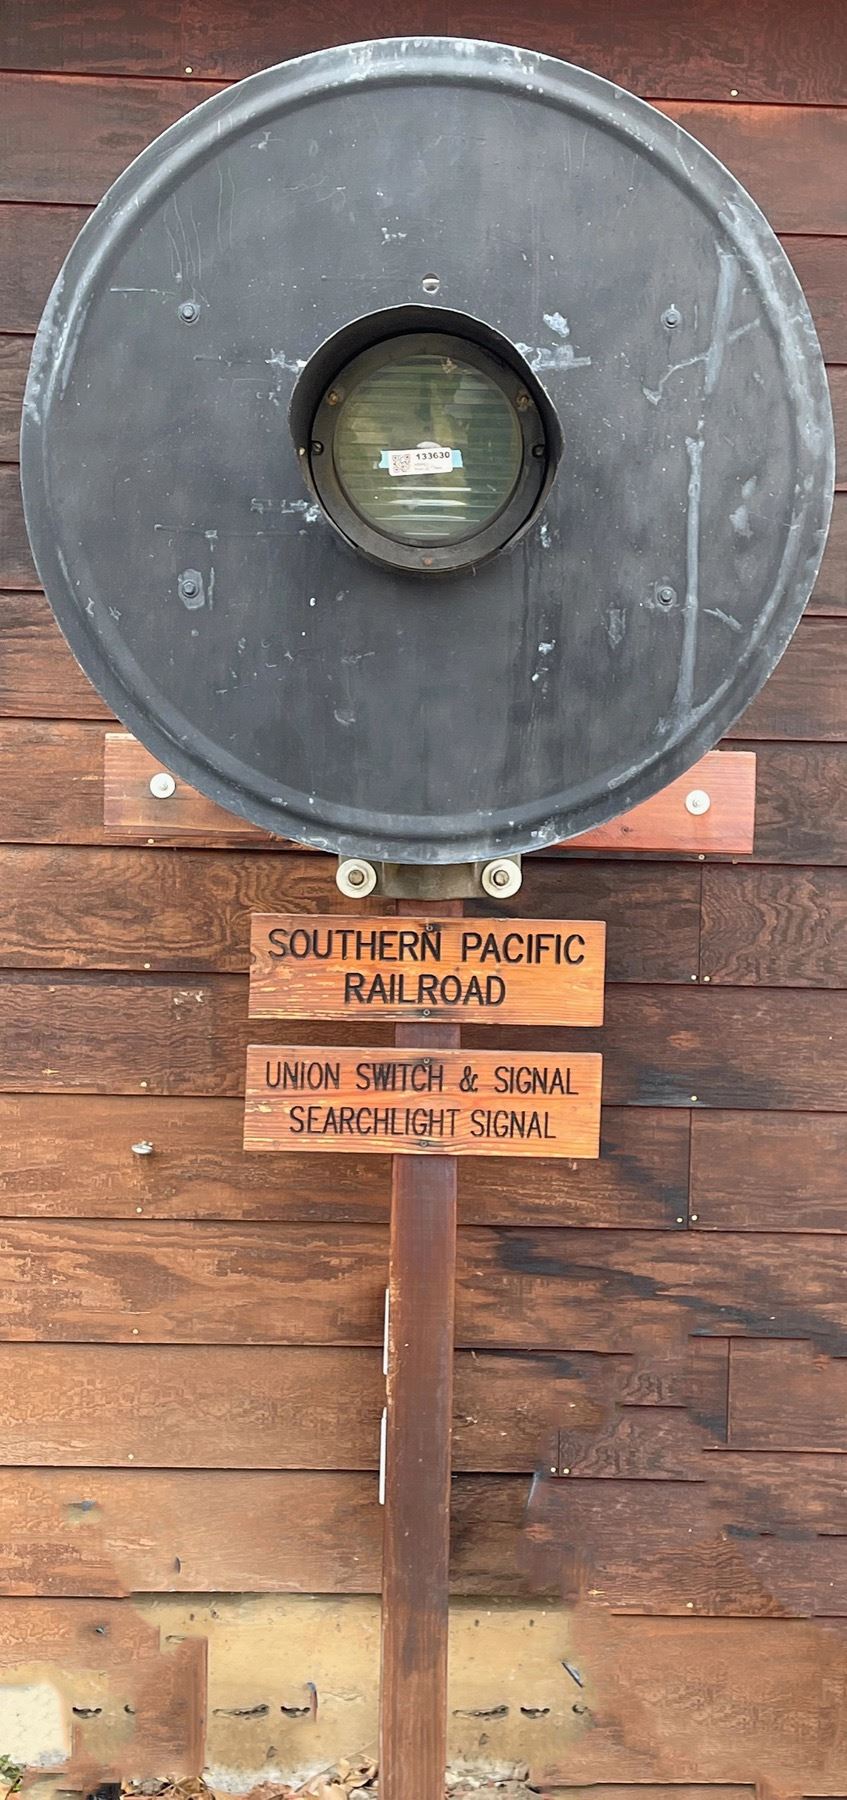 133630
SOUTHERN PACIFIC
RAILROAD
UNION SWITCH & SIGNAL
SEARCHLIGHT SIGNAL